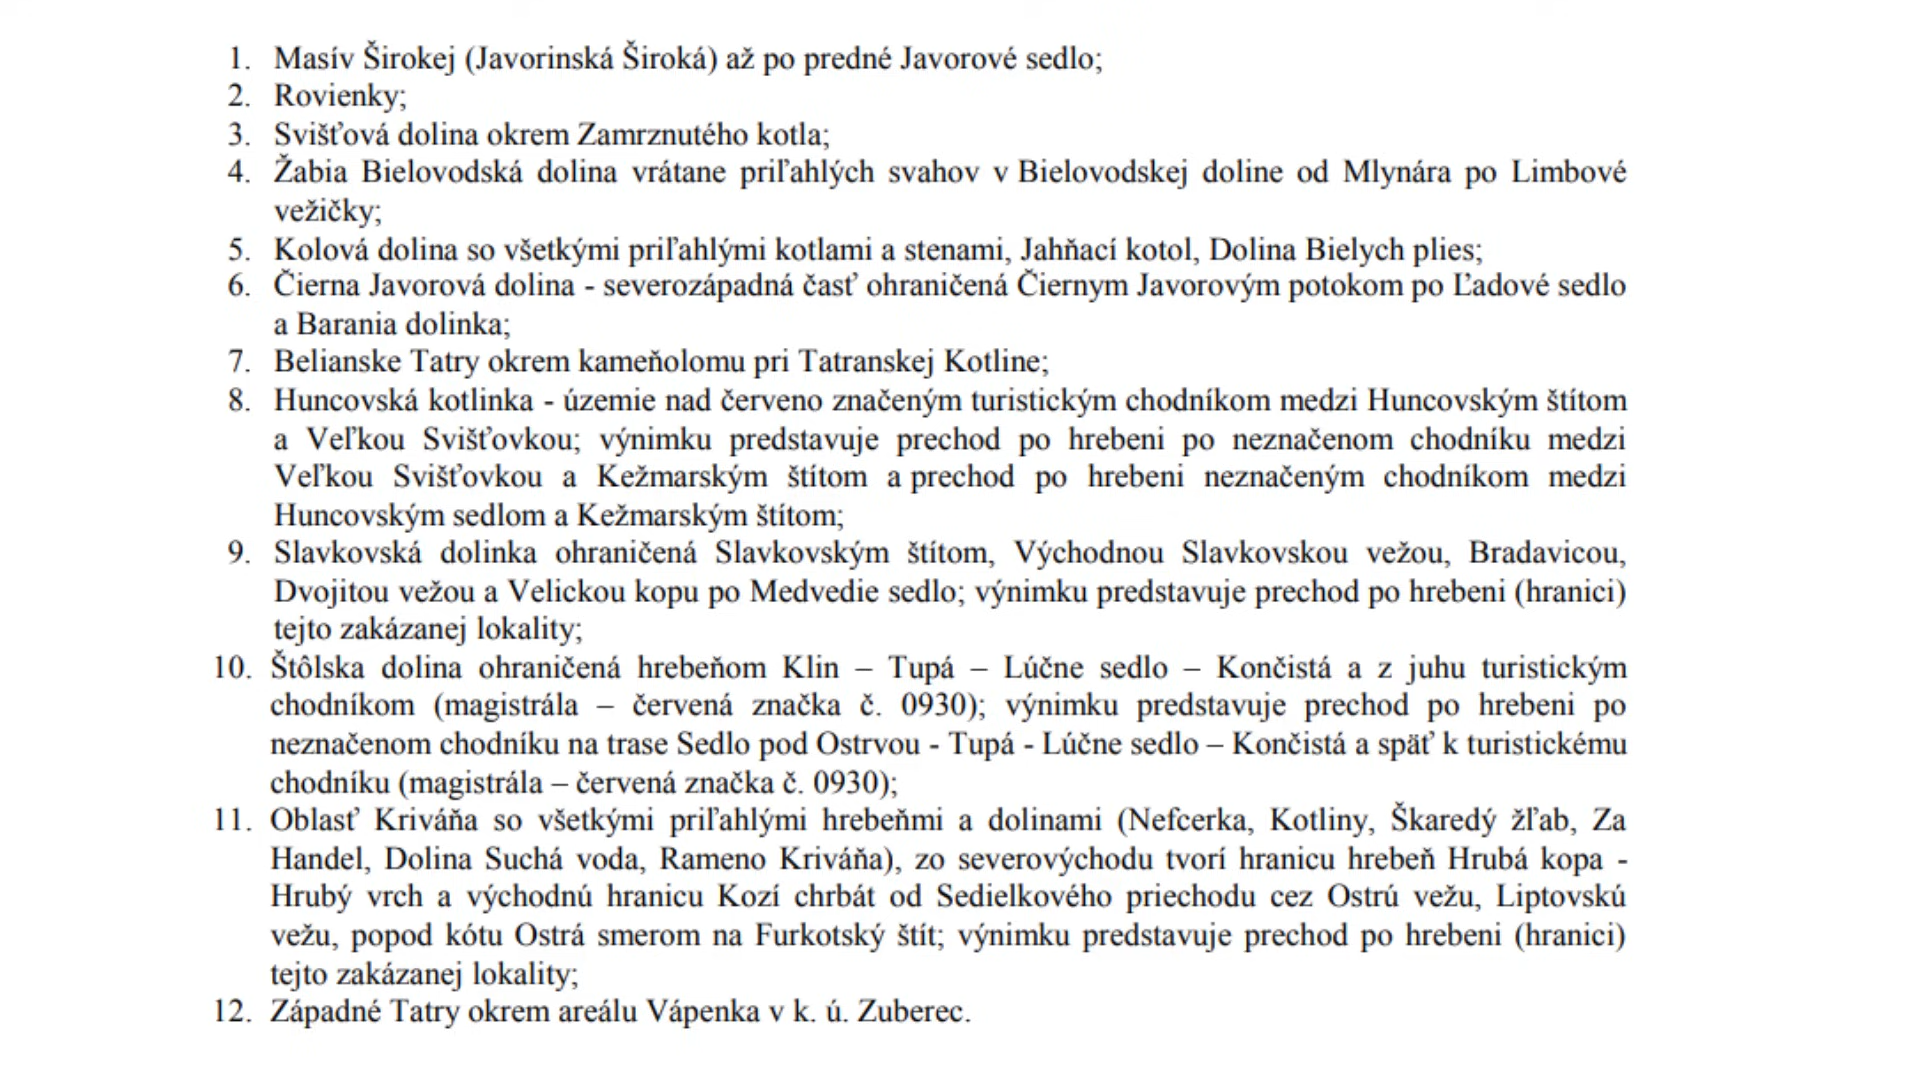 1. Masív Širokej (Javorinská Široká) až po predné Javorové sedlo;
2. Rovienky;
3. Svišťová dolina okrem Zamrznutého kotla;
4. Žabia Bielovodská dolina vrátane priľahlých svahov v Bielovodskej doline od Mlynára po Limbové
vežičky;
5. Kolová dolina so všetkými priľahlými kotlami a stenami, Jahňací kotol, Dolina Bielych plies;
6. Čierna Javorová dolina - severozápadná časť ohraničená Čiernym Javorovým potokom po Ľadové sedlo
a Barania dolinka;
7. Belianske Tatry okrem kameňolomu pri Tatranskej Kotline;
8. Huncovská kotlinka - územie nad červeno značeným turistickým chodníkom medzi Huncovským štítom
a Veľkou Svišťovkou; výnimku predstavuje prechod po hrebeni po neznačenom chodníku medzi
Veľkou Svišťovkou a Kežmarským štítom a prechod po hrebeni neznačeným chodníkom medzi
Huncovským sedlom a Kežmarským štítom;
9. Slavkovská dolinka ohraničená Slavkovským štítom, Východnou Slavkovskou vežou, Bradavicou,
Dvojitou vežou a Velickou kopu po Medvedie sedlo; výnimku predstavuje prechod po hrebeni (hranici)
tejto zakázanej lokality;
10. Štôlska dolina ohraničená hrebeňom Klin – Tupá – Lúčne sedlo – Končistá a z juhu turistickým
chodníkom (magistrála – červená značka č. 0930); výnimku predstavuje prechod po hrebeni po
neznačenom chodníku na trase Sedlo pod Ostrvou - Tupá - Lúčne sedlo – Končistá a späť k turistickému
chodníku (magistrála – červená značka č. 0930);
11. Oblasť Kriváňa so všetkými priľahlými hrebeňmi a dolinami (Nefcerka, Kotliny, Škaredý žľab, Za
Handel, Dolina Suchá voda, Rameno Kriváňa), zo severovýchodu tvorí hranicu hrebeň Hrubá kopa -
Hrubý vrch a východnú hranicu Kozí chrbát od Sedielkového priechodu cez Ostrú vežu, Liptovskú
vežu, popod kótu Ostrá smerom na Furkotský štít; výnimku predstavuje prechod po hrebeni (hranici)
tejto zakázanej lokality;
12. Západné Tatry okrem areálu Vápenka v k. ú. Zuberec.